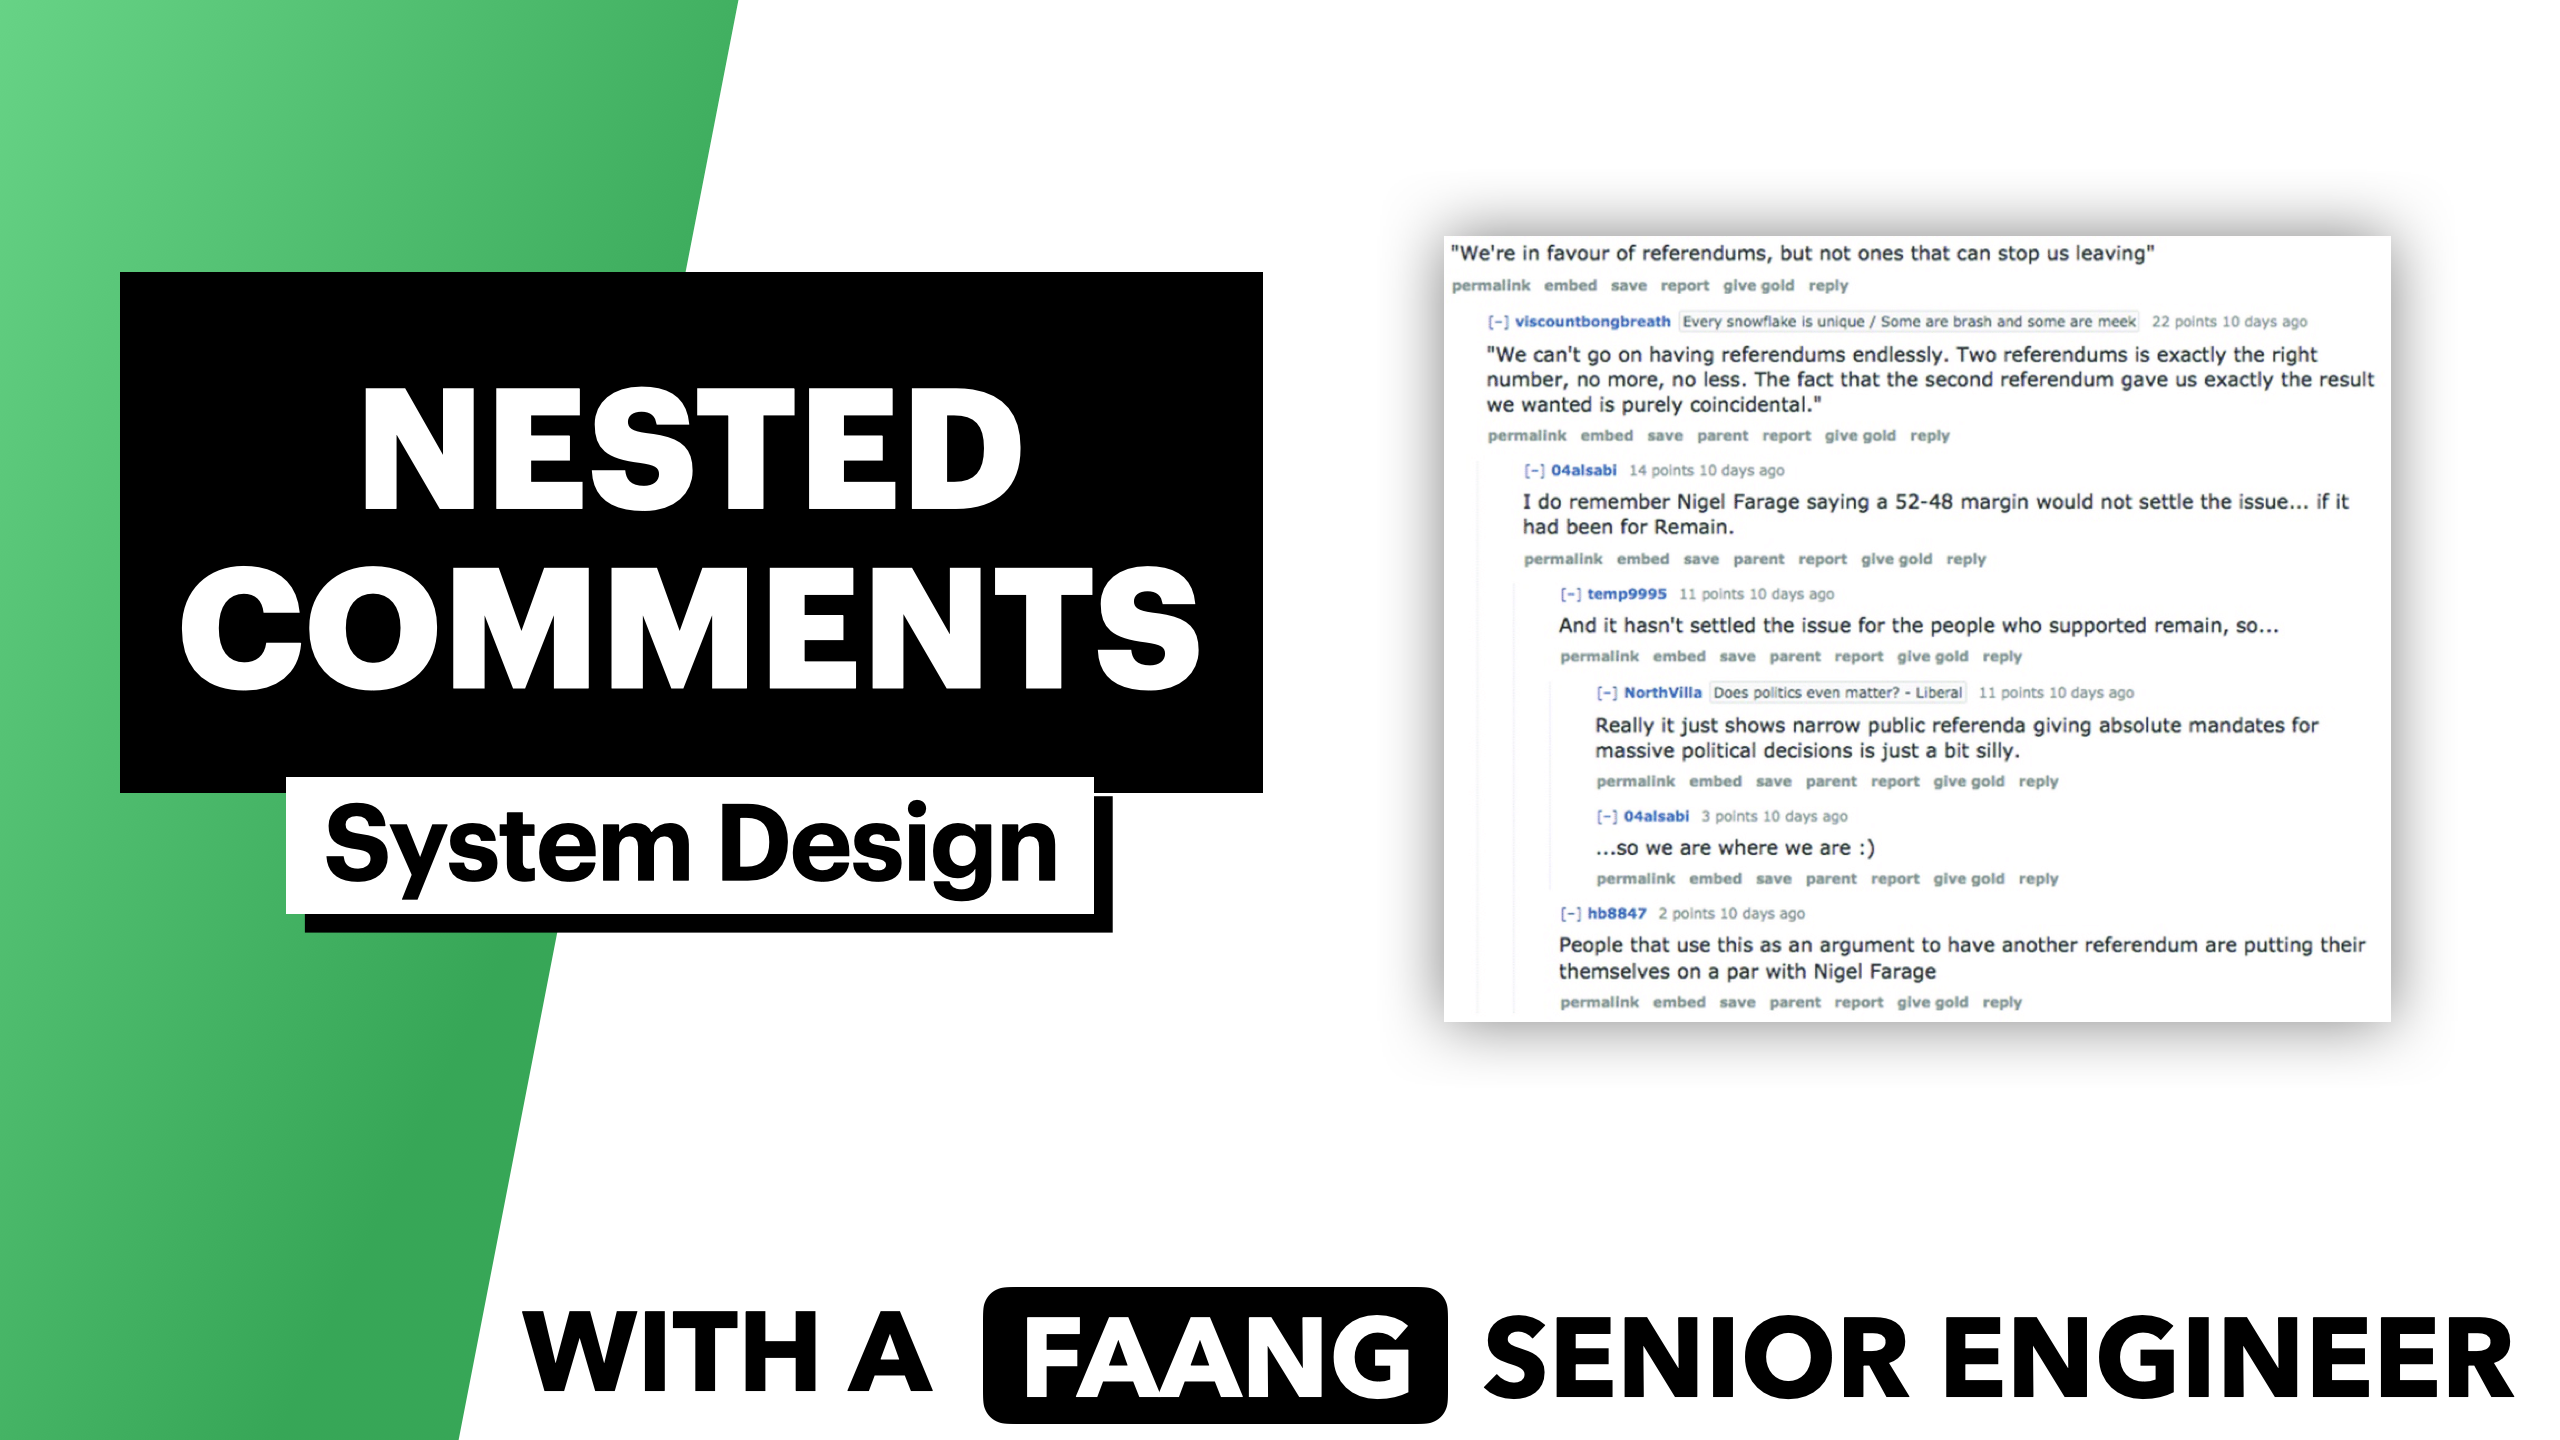 NESTED
COMMENTS
System Design
"We're in favour of referendums, but not ones that can stop us leaving"
permalink embed save report give gold reply
[-] viscountbongbreath Every snowflake is unique / Some are brash and some are meek 22 points 10 days ago
"We can't go on having referendums endlessly. Two referendums is exactly the right
number, no more, no less. The fact that the second referendum gave us exactly the result
we wanted is purely coincidental."
permalink embed save parent report give gold reply
[-] 04alsabi 14 points 10 days ago
I do remember Nigel Farage saying a 52-48 margin would not settle the issue... if it
had been for Remain.
permalink embed save parent report give gold reply
[-] temp9995 11 points 10 days ago
And it hasn't settled the issue for the people who supported remain, so...
permalink embed save parent report give gold reply
[-] NorthVilla Does politics even matter? - Liberal 11 points 10 days ago
Really it just shows narrow public referenda giving absolute mandates for
massive political decisions is just a bit silly.
permalink embed save parent report give gold reply
[-] 04alsabi 3 points 10 days ago
...so we are where we are :)
permalink embed save parent report give gold reply
[-] hb8847 2 points 10 days ago
People that use this as an argument to have another referendum are putting their
themselves on a par with Nigel Farage
permalink embed save parent report give gold reply
WITH A FAANG SENIOR ENGINEER